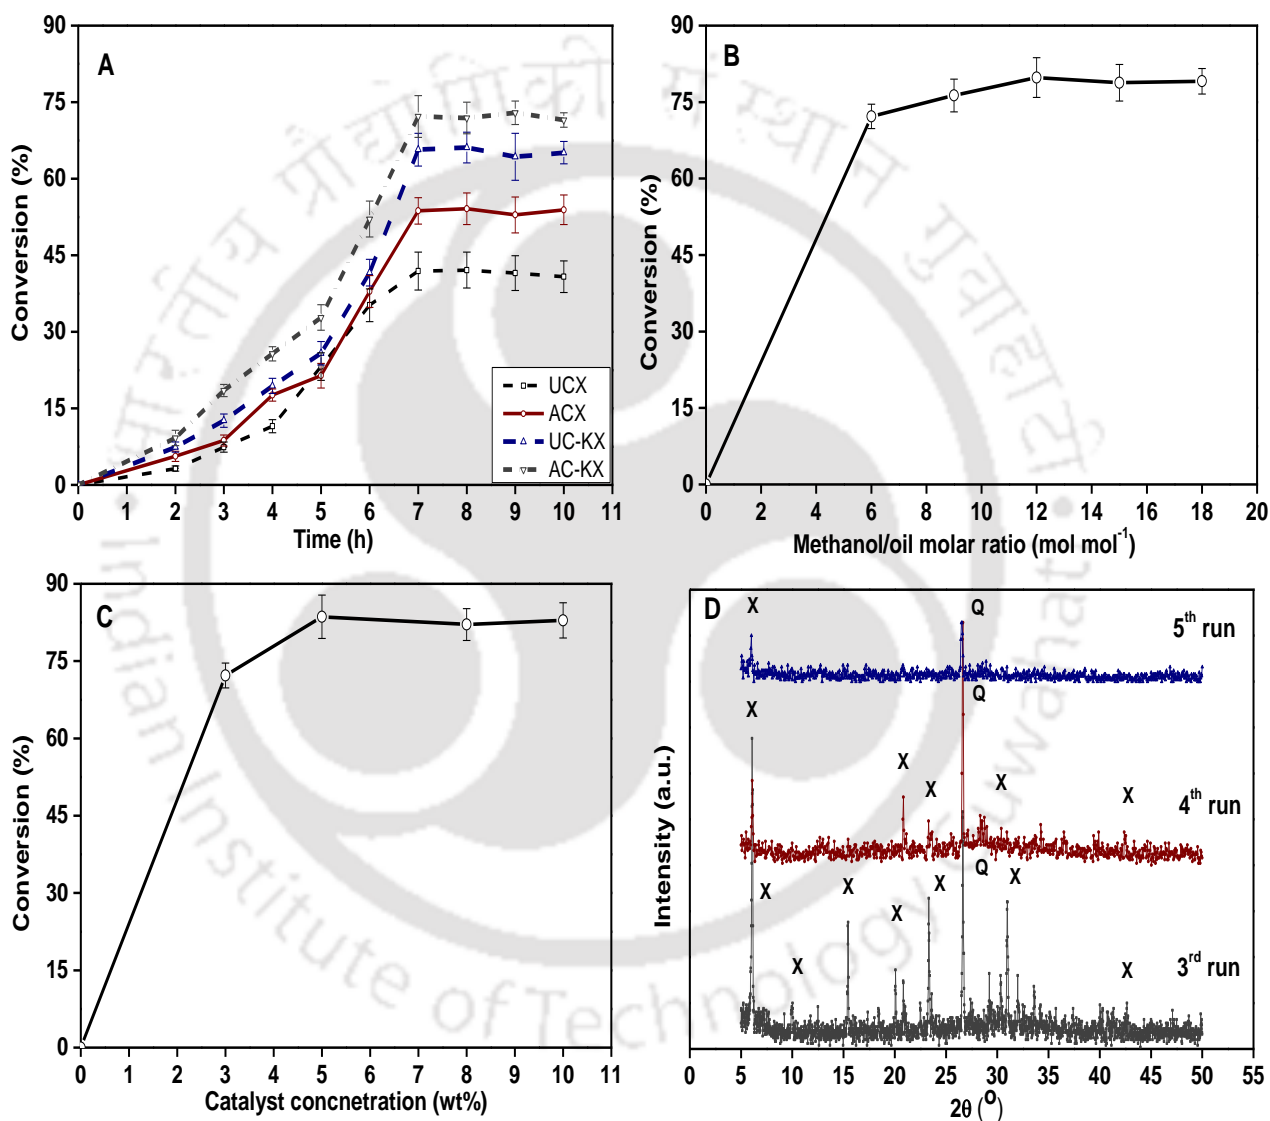 A
Conversion (%)
90
75
60
45
30
15
0
0 1 2 3 4 5 6 7 8 9 10 11
Time (h)
UCX
ACX
UC-KX
AC-KX
B
Conversion (%)
90
75
60
45
30
15
0
0 2 4 6 8 10 12 14 16 18 20
Methanol/oil molar ratio (mol mol-1)
C
Conversion (%)
90
75
60
45
30
15
0
0 1 2 3 4 5 6 7 8 9 10 11
Catalyst concnetration (wt%)
D
Intensity (a.u.)
X Q 5th run
X Q
X X X X 4th run
Q
X X X X X
X X 3rd run
5 10 15 20 25 30 35 40 45 50 55
2θ (o)
Indian Institute of Technology Guwahati